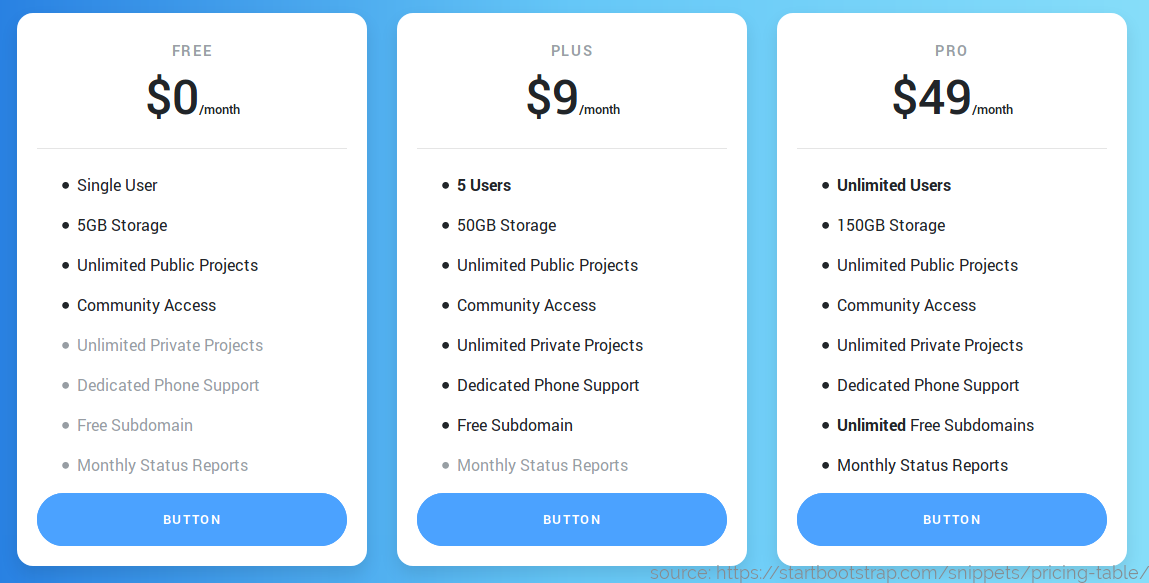 FREE
$0/month
Single User
5GB Storage
Unlimited Public Projects
Community Access
Unlimited Private Projects
Dedicated Phone Support
Free Subdomain
Monthly Status Reports
BUTTON
PLUS
$9/month
5 Users
50GB Storage
Unlimited Public Projects
Community Access
Unlimited Private Projects
Dedicated Phone Support
Free Subdomain
Monthly Status Reports
BUTTON
PRO
$49/month
Unlimited Users
150GB Storage
Unlimited Public Projects
Community Access
Unlimited Private Projects
Dedicated Phone Support
Unlimited Free Subdomains
Monthly Status Reports
BUTTON
source: https://startbootstrap.com/snippets/pricing-table/